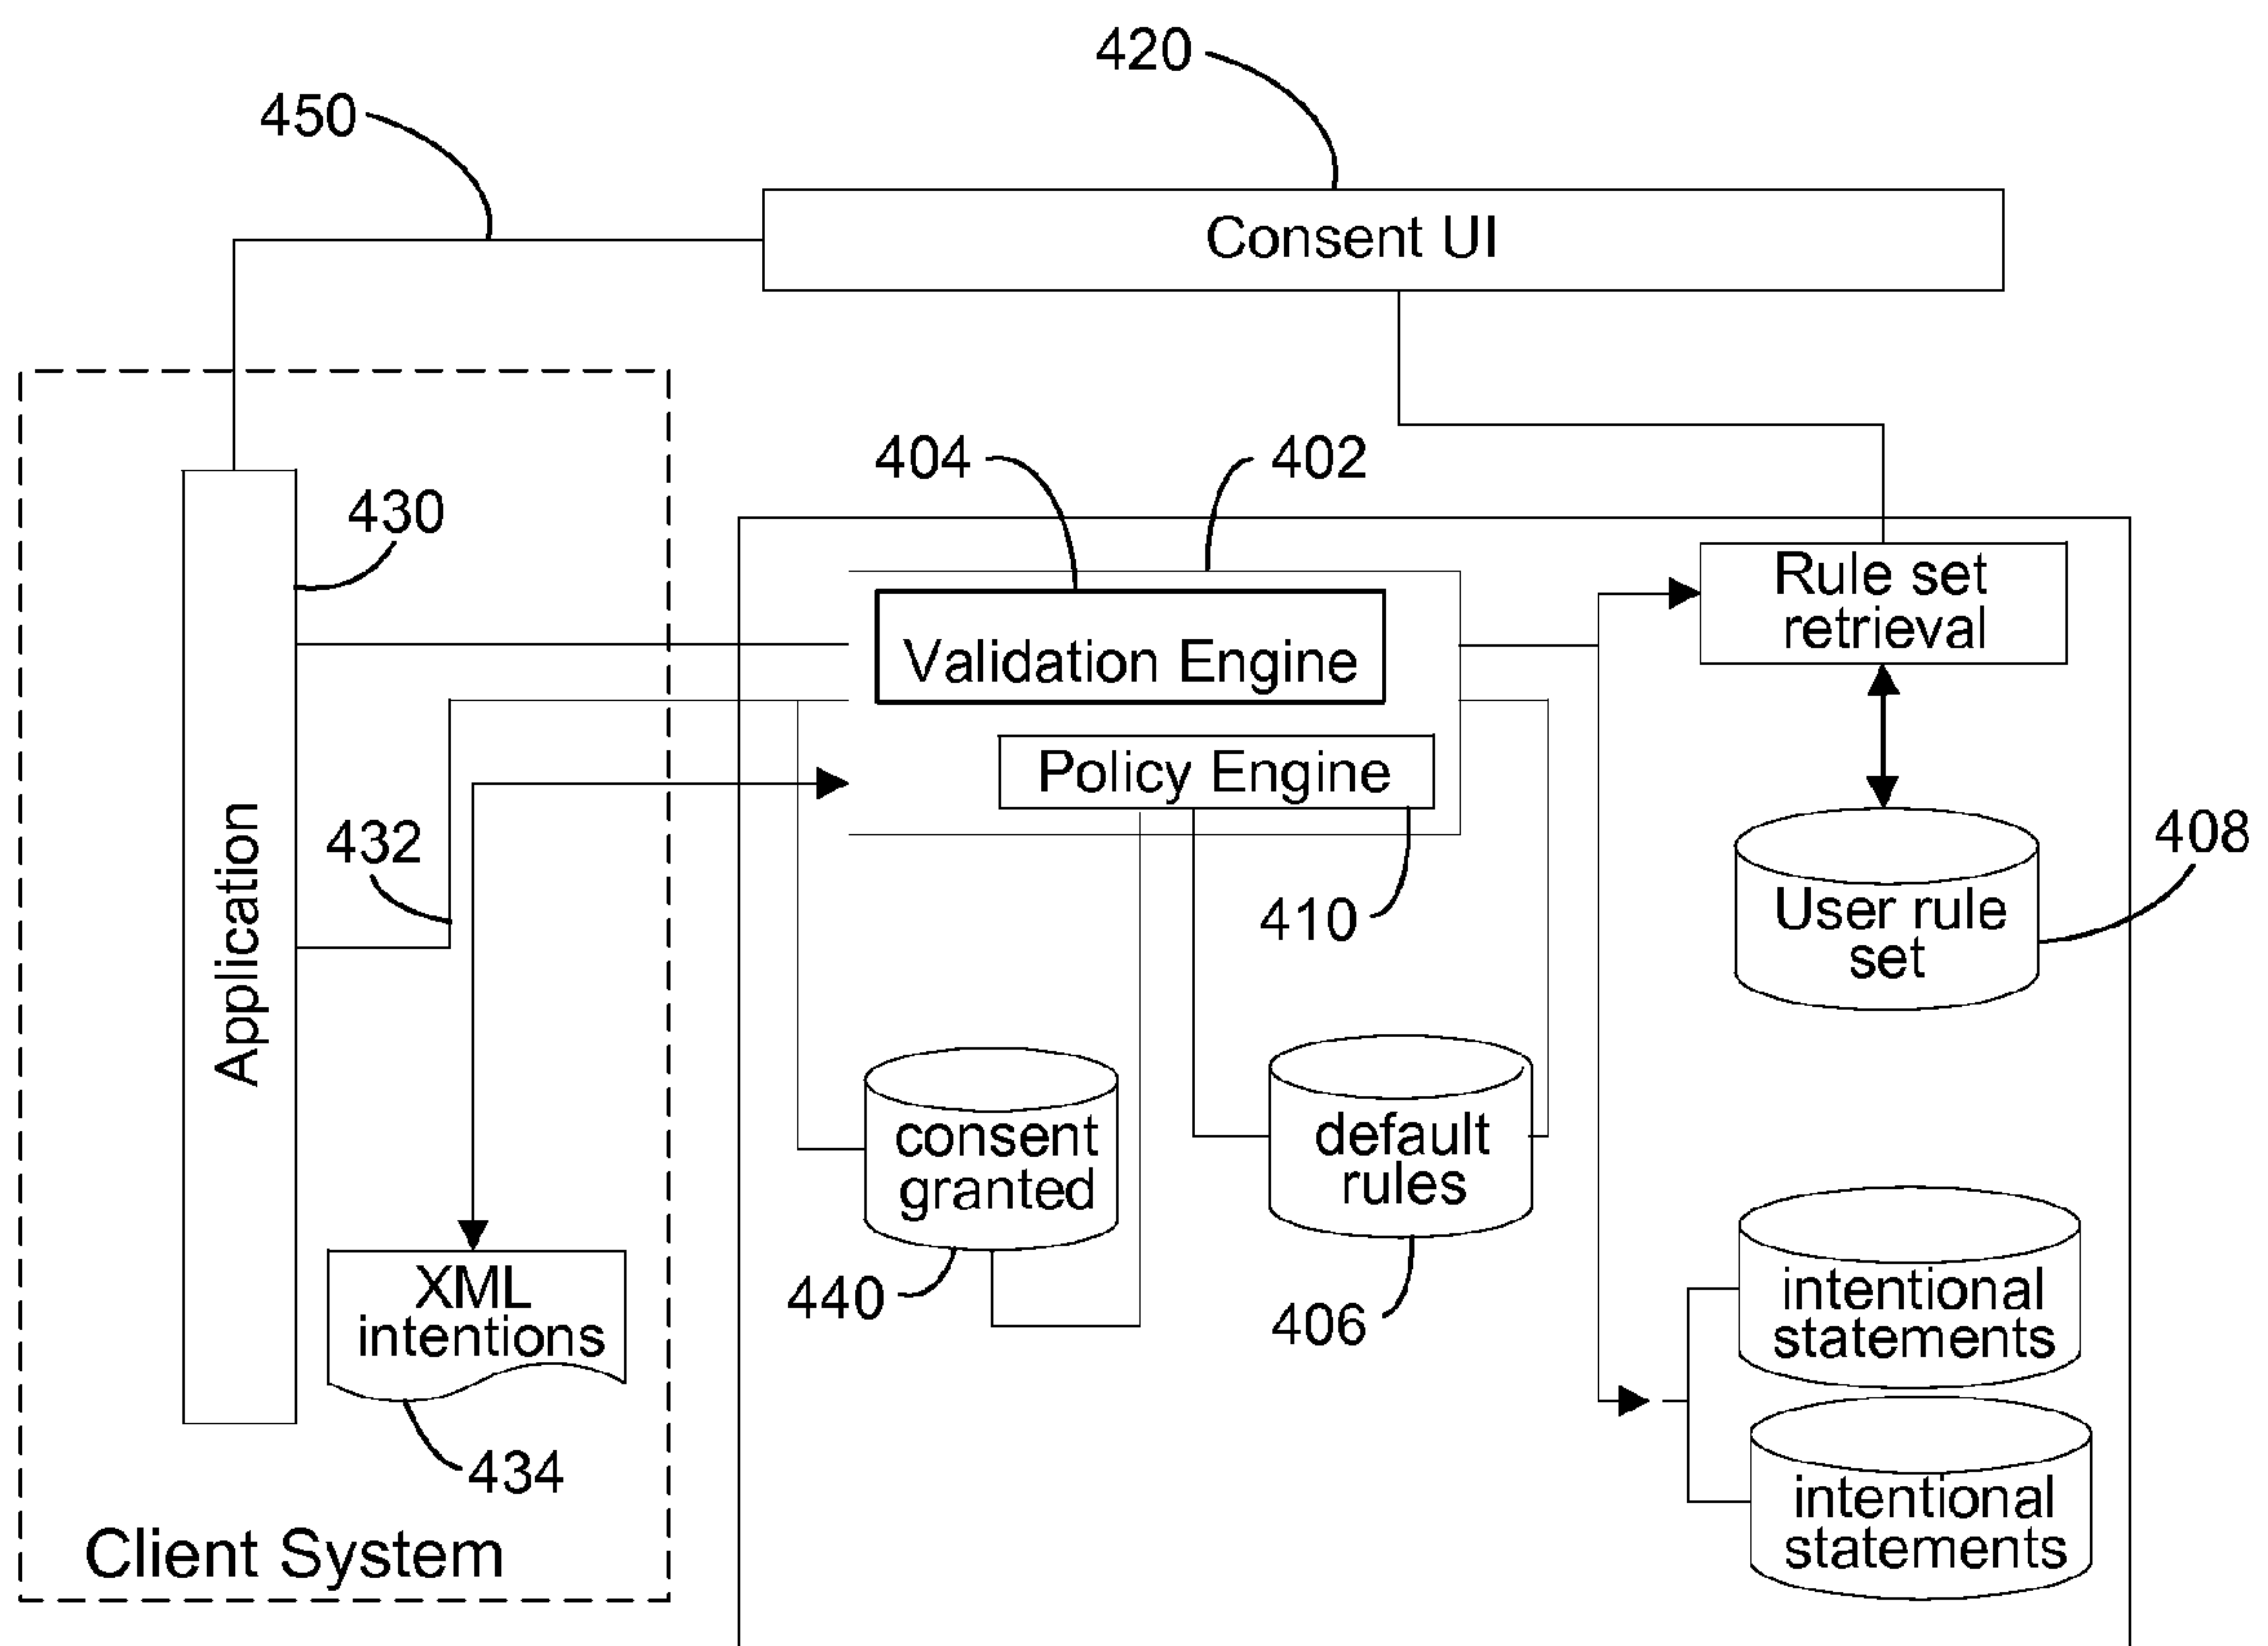 420
450
Consent UI
404
402
430
Rule set
retrieval
Validation Engine
Policy Engine
432
408
410
User rule
set
Application
consent
granted
default
rules
440
406
XML
intentions
intentional
statements
434
intentional
statements
Client System